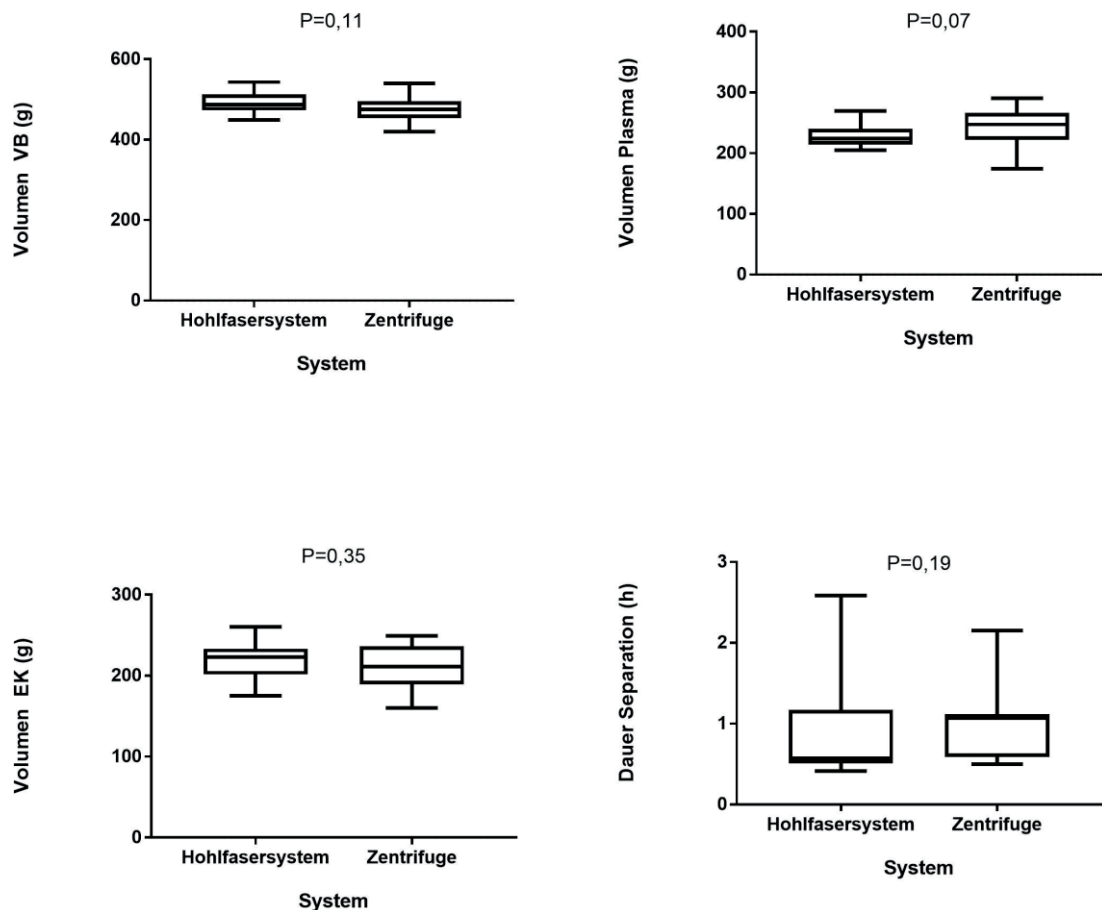 P=0,11
Volumen VB (g)
600
400
200
0
Hohlfasersystem Zentrifuge
System
P=0,07
Volumen Plasma (g)
400
300
200
100
0
Hohlfasersystem Zentrifuge
System
P=0,35
Volumen EK (g)
300
200
100
0
Hohlfasersystem Zentrifuge
System
P=0,19
Dauer Separation (h)
3
2
1
0
Hohlfasersystem Zentrifuge
System